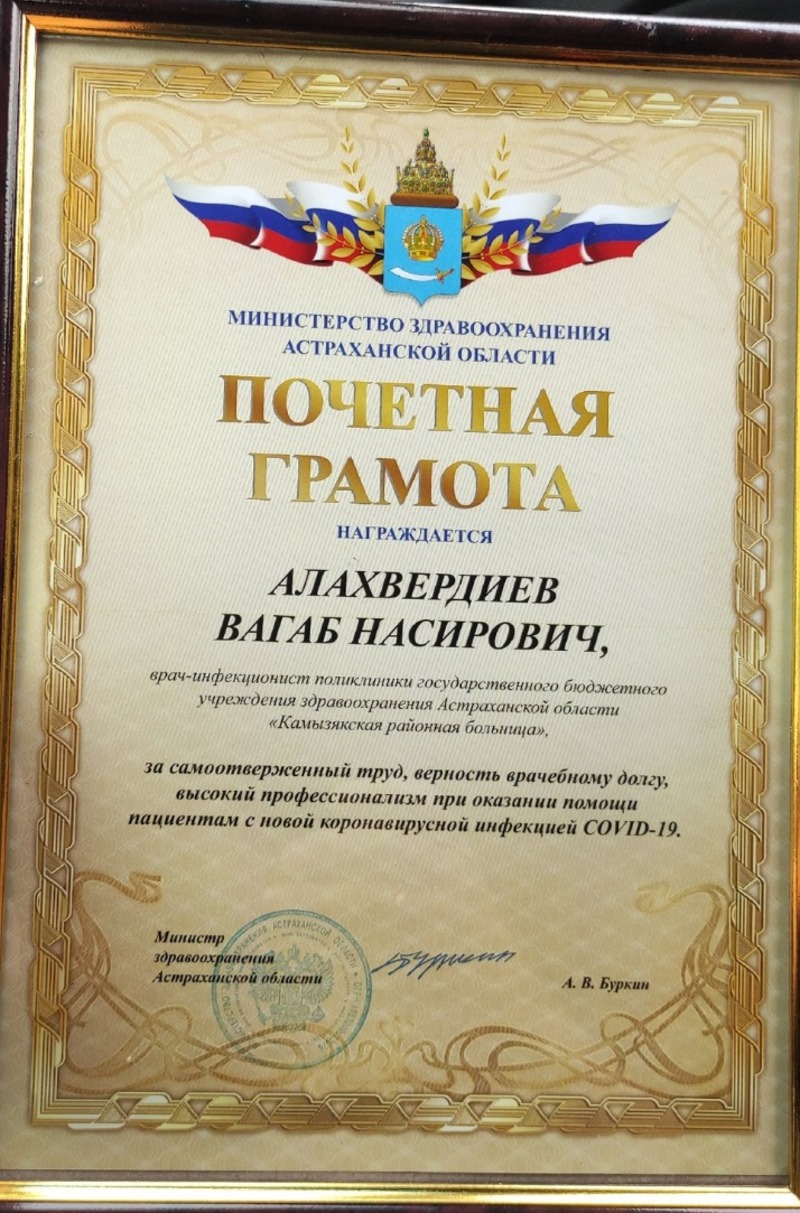 МИНИСТЕРСТВО ЗДРАВООХРАНЕНИЯ
АСТРАХАНСКОЙ ОБЛАСТИ
ПОЧЕТНАЯ
ГРАМОТА
НАГРАЖДАЕТСЯ
АЛАХВЕРДИЕВ
ВАГАБ НАСИРОВИЧ,
врач-инфекционист поликлиники государственного бюджетного
учреждения здравоохранения Астраханской области
«Камызякская районная больница»,
за самоотверженный труд, верность врачебному долгу,
высокий профессионализм при оказании помощи
пациентам с новой коронавирусной инфекцией COVID-19.
Министр
здравоохранения
Астраханской области
А. В. Буркин
АСТРАХАНСКОЙ ОБЛАСТИ